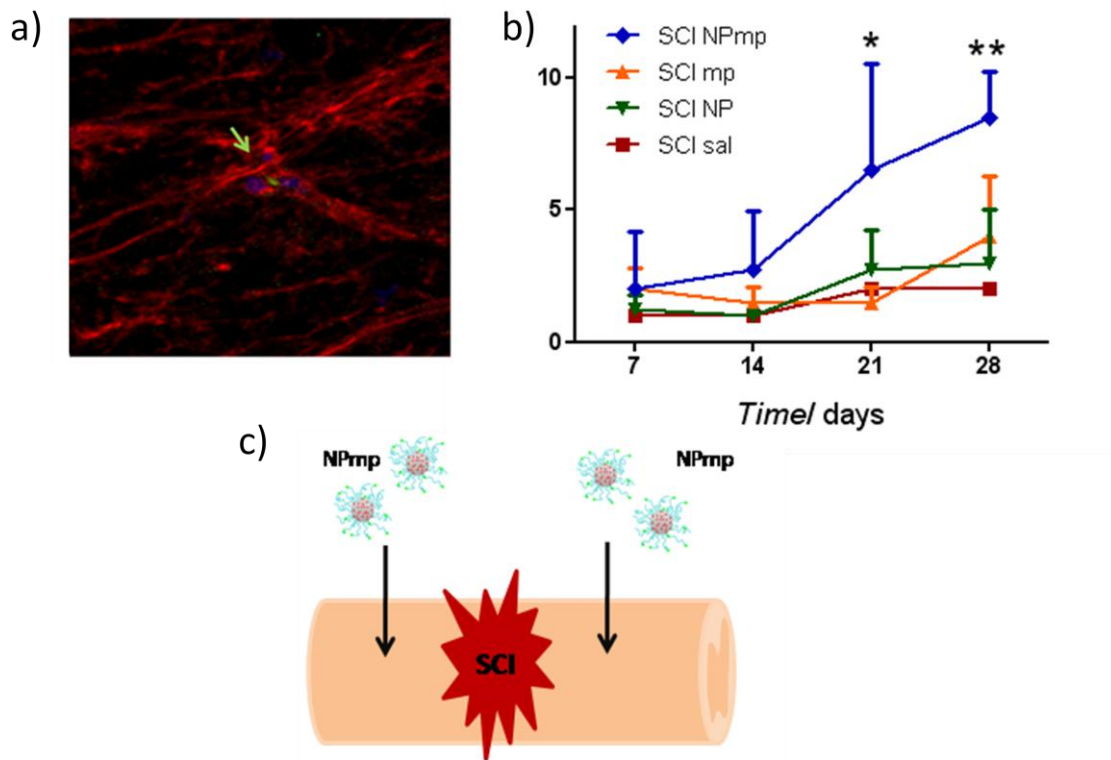 a)
b)
SCI NPmp
SCI mp
SCI NP
SCI sal
*
**
10
5
0
7 14 21 28
Time/ days
c)
NPmp NPmp
SCI